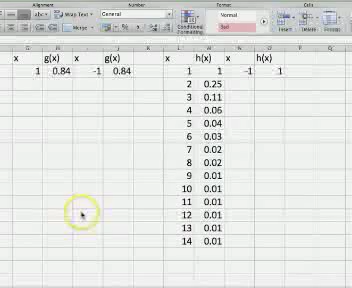 abc Wrap Text General Normal
Merge % Conditional Formatting Bad Insert Delete Format
G H I J K L M N O P Q R
x g(x) x g(x) x h(x) x h(x)
1 0.84 -1 0.84 1 1 -1 1
2 0.25
3 0.11
4 0.06
5 0.04
6 0.03
7 0.02
8 0.02
9 0.01
10 0.01
11 0.01
12 0.01
13 0.01
14 0.01